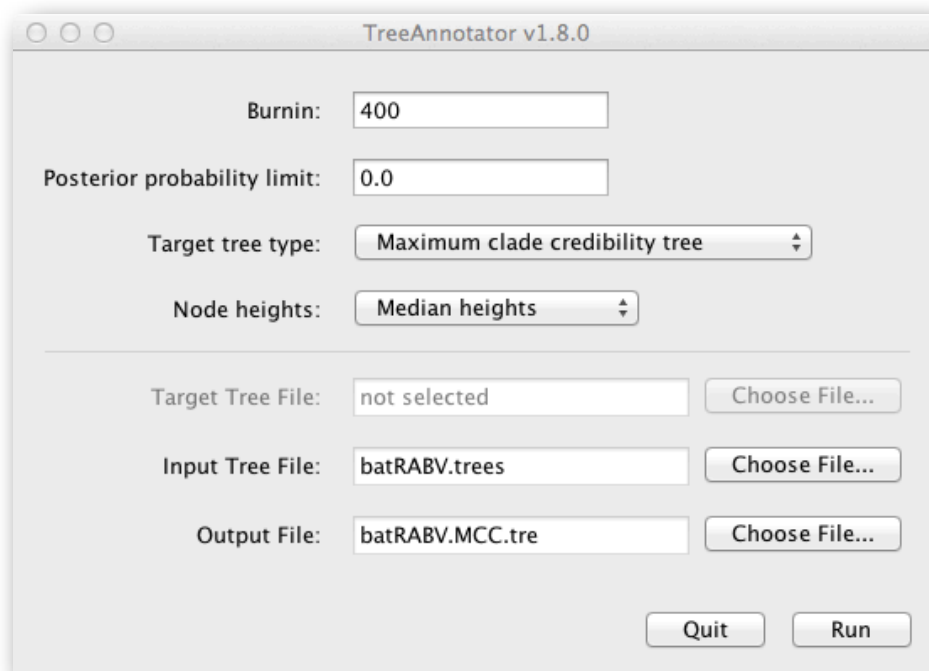 TreeAnnotator v1.8.0
Burnin: 400
Posterior probability limit: 0.0
Target tree type: Maximum clade credibility tree
Node heights: Median heights
Target Tree File: not selected Choose File...
Input Tree File: batRABV.trees Choose File...
Output File: batRABV.MCC.tre Choose File...
Quit Run